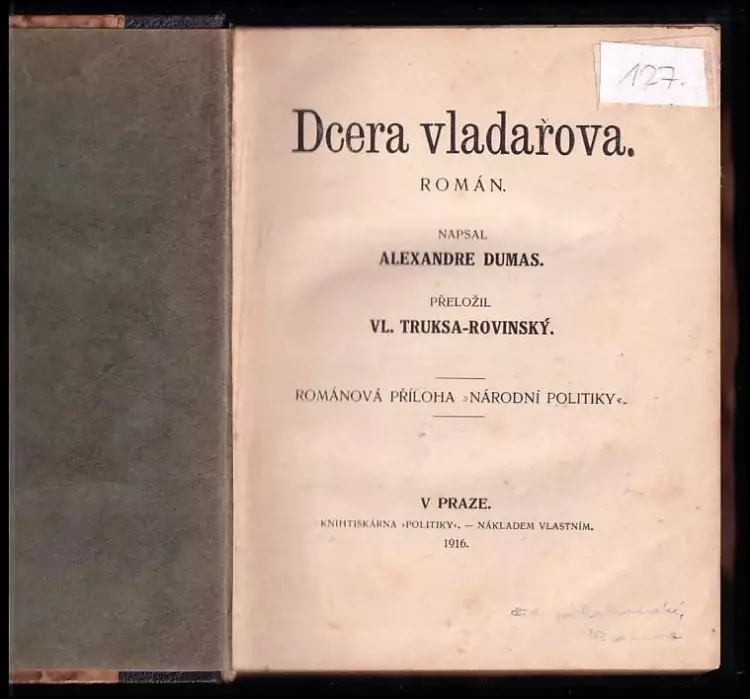 127.
Dcera vladařova.
ROMÁN.
NAPSAL
ALEXANDRE DUMAS.
PŘELOŽIL
VL. TRUKSA-ROVINSKÝ.
ROMÁNOVÁ PŘÍLOHA »NÁRODNÍ POLITIKY«.
V PRAZE.
KNIHTISKÁRNA »POLITIKY«. — NÁKLADEM VLASTNÍM.
1916.